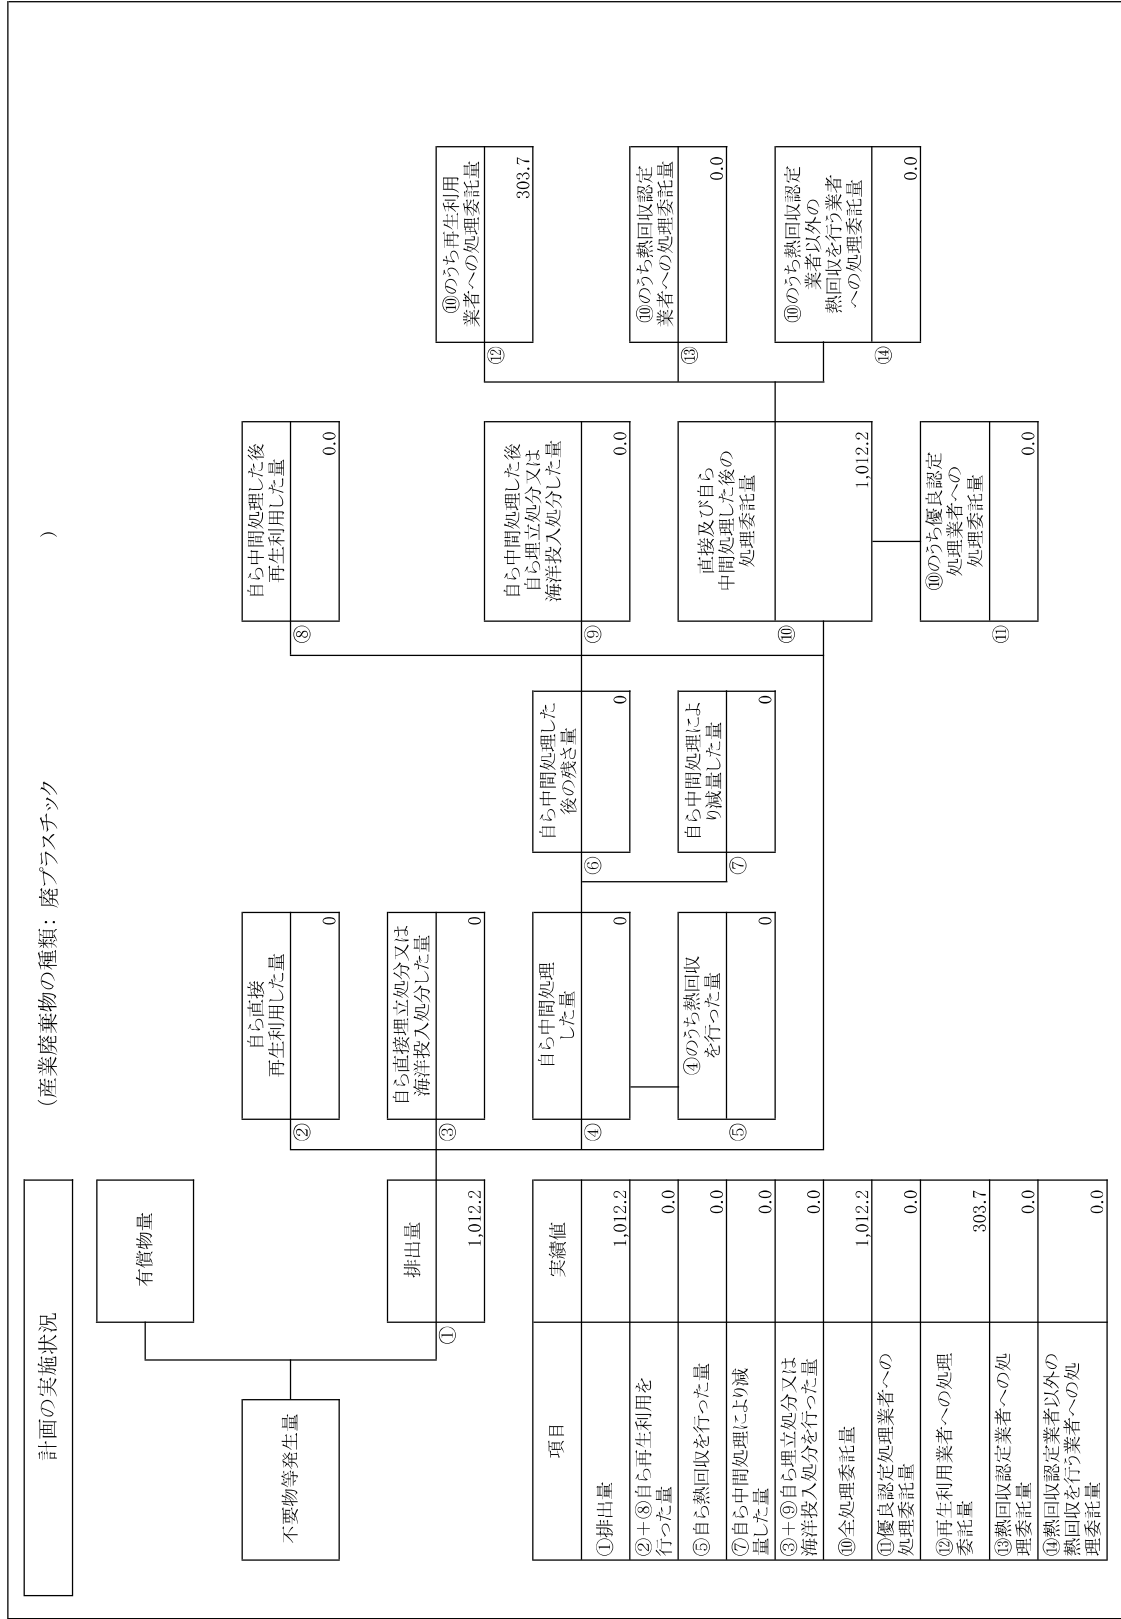 計画の実施状況
(産業廃棄物の種類：廃プラスチック
)
不要物等発生量
有償物量
①
排出量
1,012.2
②
自ら直接
再生利用した量
0
③
自ら直接埋立処分又は
海洋投入処分した量
0
④
自ら中間処理
した量
0
⑤
④のうち熱回収
を行った量
0
⑥
自ら中間処理した
後の残さ量
0
⑦
自ら中間処理によ
り減量した量
0
⑧
自ら中間処理した後
再生利用した量
0.0
⑨
自ら中間処理した後
自ら埋立処分又は
海洋投入処分した量
0.0
⑩
直接及び自ら
中間処理した後の
処理委託量
1,012.2
⑪
⑩のうち優良認定
処理業者への
処理委託量
0.0
⑫
⑩のうち再生利用
業者への処理委託量
303.7
⑬
⑩のうち熱回収認定
業者への処理委託量
0.0
⑭
⑩のうち熱回収認定
業者以外の
熱回収を行う業者
への処理委託量
0.0
項目 実績値
①排出量 1,012.2
②＋⑧自ら再生利用を
行った量 0.0
⑤自ら熱回収を行った量 0.0
⑦自ら中間処理により減
量した量 0.0
③＋⑨自ら埋立処分又は
海洋投入処分を行った量 0.0
⑩全処理委託量 1,012.2
⑪優良認定処理業者への
処理委託量 0.0
⑫再生利用業者への処理
委託量 303.7
⑬熱回収認定業者への処
理委託量 0.0
⑭熱回収認定業者以外の
熱回収を行う業者への処
理委託量 0.0